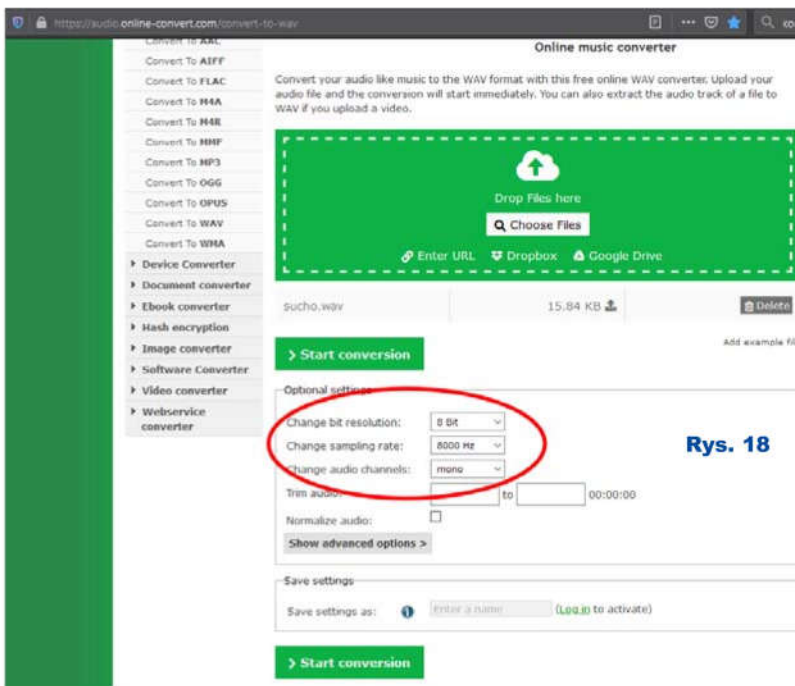 https://audio.online-convert.com/convert-to-wav
Convert To AAC
Convert To AIFF
Convert To FLAC
Convert To M4A
Convert To M4R
Convert To MMF
Convert To MP3
Convert To OGG
Convert To OPUS
Convert To WAV
Convert To WMA
Device Converter
Document converter
Ebook converter
Hash encryption
Image converter
Software Converter
Video converter
Webservice
converter
Online music converter
Convert your audio like music to the WAV format with this free online WAV converter. Upload your
audio file and the conversion will start immediately. You can also extract the audio track of a file to
WAV if you upload a video.
Drop Files here
Choose Files
Enter URL Dropbox Google Drive
sucho.wav 15.84 KB Delete
Add example
> Start conversion
Optional settings
Change bit resolution: 8 Bit
Change sampling rate: 8000 Hz
Change audio channels: mono
Trim audio: to 00:00:00
Normalize audio:
Show advanced options >
Rys. 18
Save settings
Save settings as: Enter a name (Log in to activate)
> Start conversion